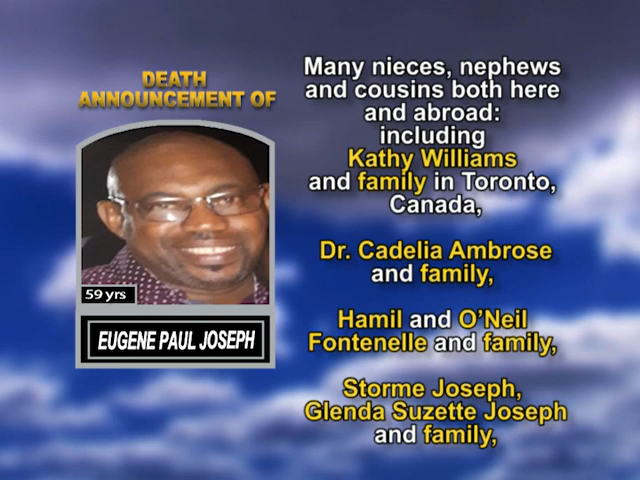 DEATH
ANNOUNCEMENT OF
59 yrs
EUGENE PAUL JOSEPH
Many nieces, nephews
and cousins both here
and abroad:
including
Kathy Williams
and family in Toronto,
Canada,
Dr. Cadelia Ambrose
and family,
Hamil and O'Neil
Fontenelle and family,
Storme Joseph,
Glenda Suzette Joseph
and family,